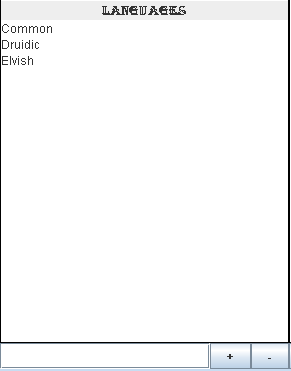 LANGUAGES
Common
Druidic
Elvish
+ -